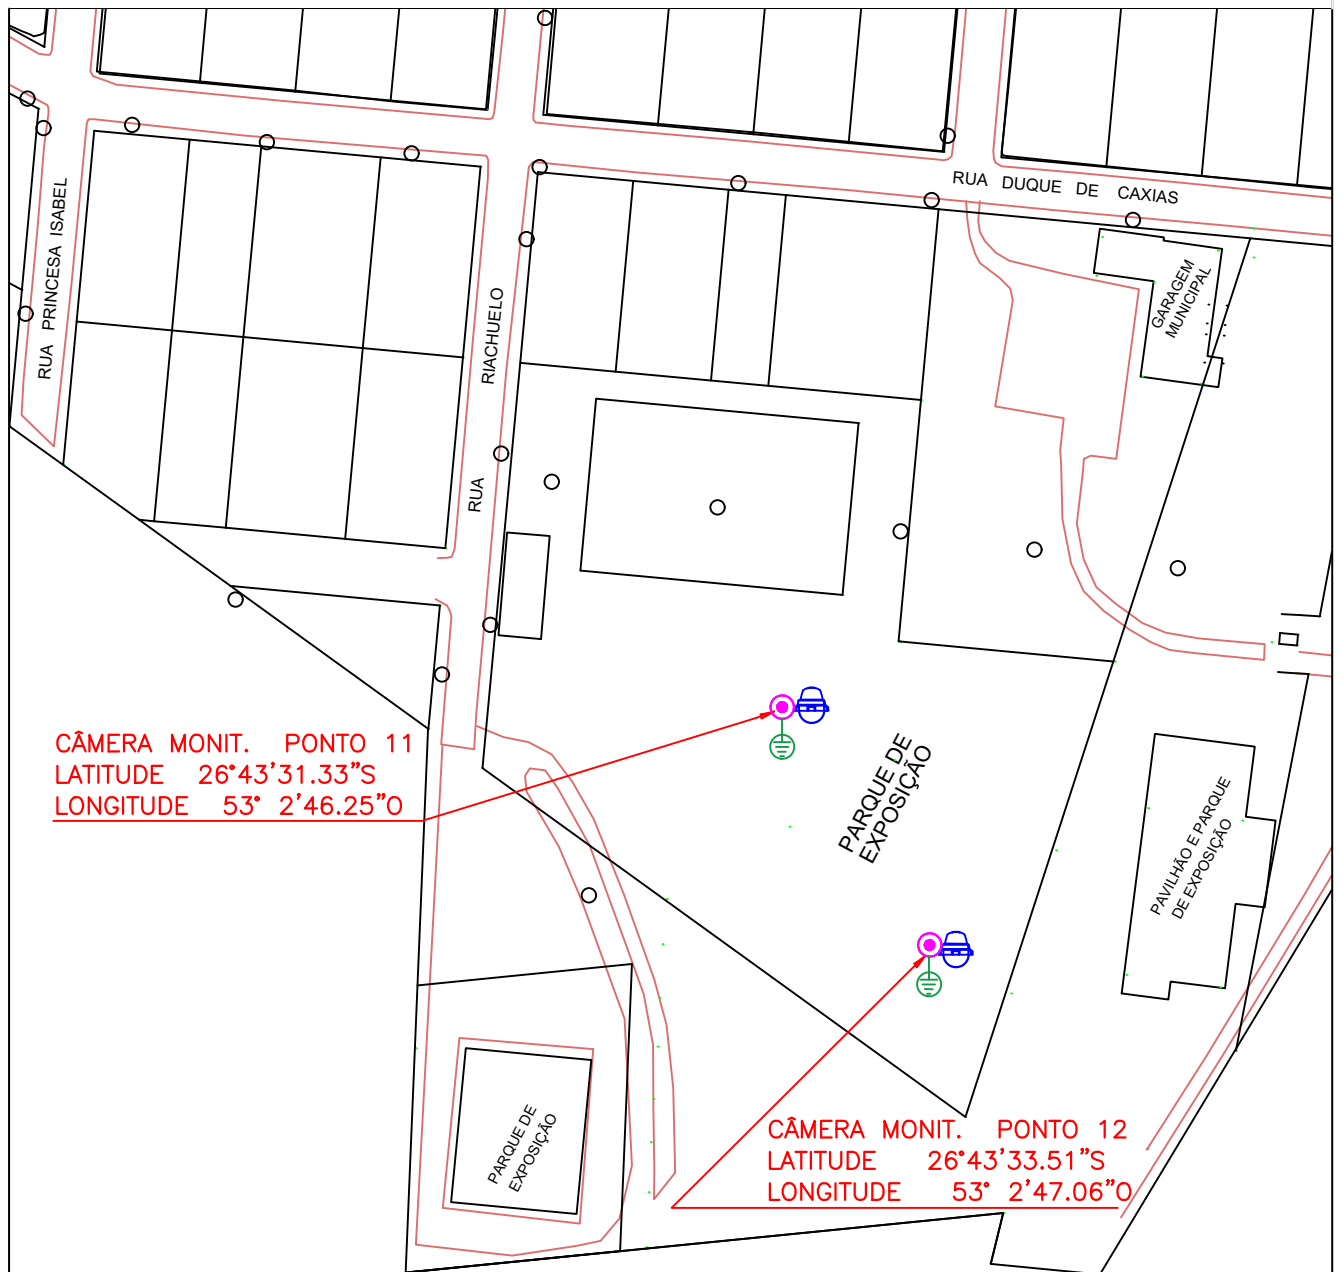 RUA DUQUE DE CAXIAS
RUA PRINCESA ISABEL
RUA RIACHUELO
GARAGEM
MUNICIPAL
CÂMERA MONIT. PONTO 11
LATITUDE 26°43’31.33”S
LONGITUDE 53° 2’46.25”O
PARQUE DE
EXPOSIÇÃO
PAVILHÃO E PARQUE
DE EXPOSIÇÃO
PARQUE DE
EXPOSIÇÃO
CÂMERA MONIT. PONTO 12
LATITUDE 26°43’33.51”S
LONGITUDE 53° 2’47.06”O